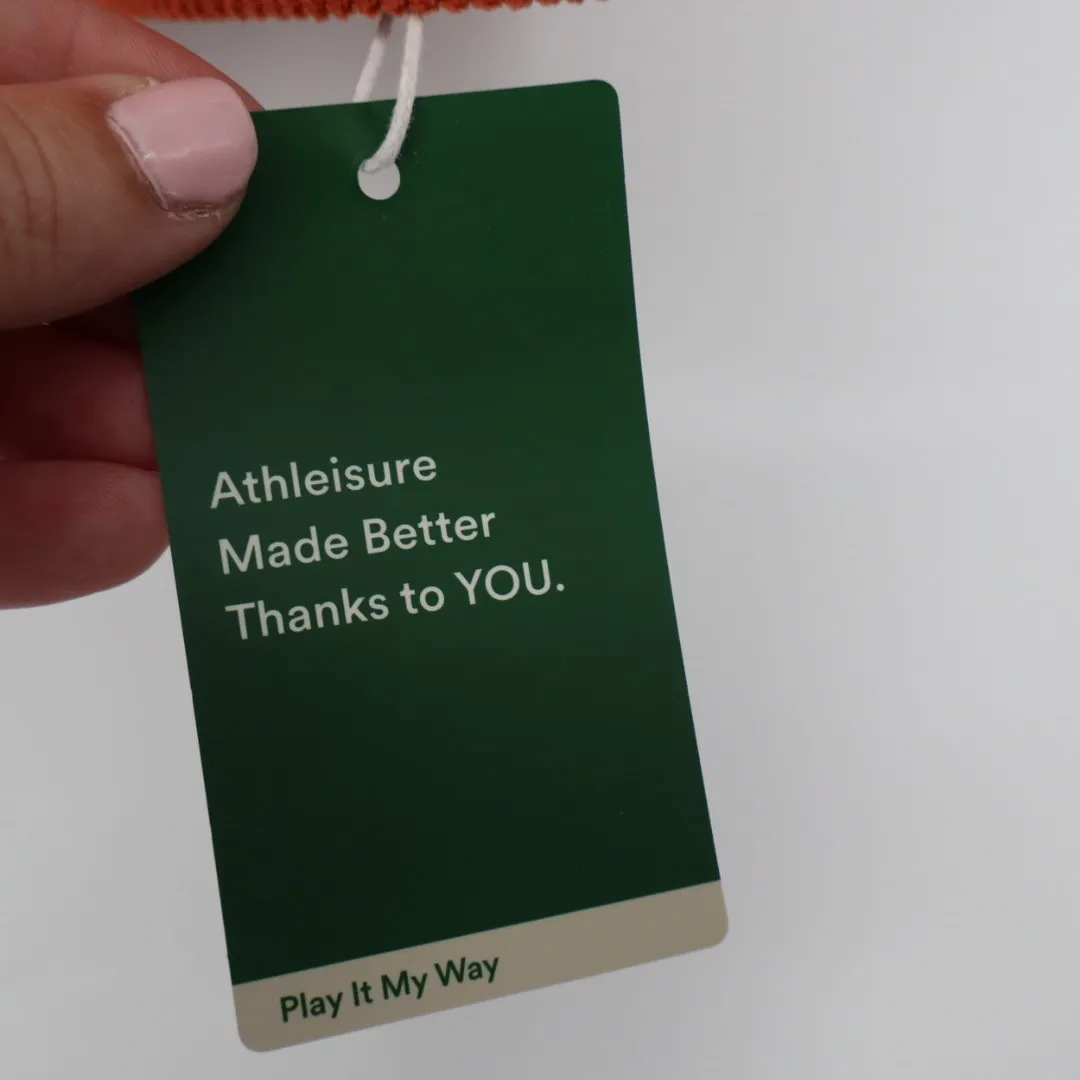 Athleisure
Made Better
Thanks to YOU.
Play It My Way